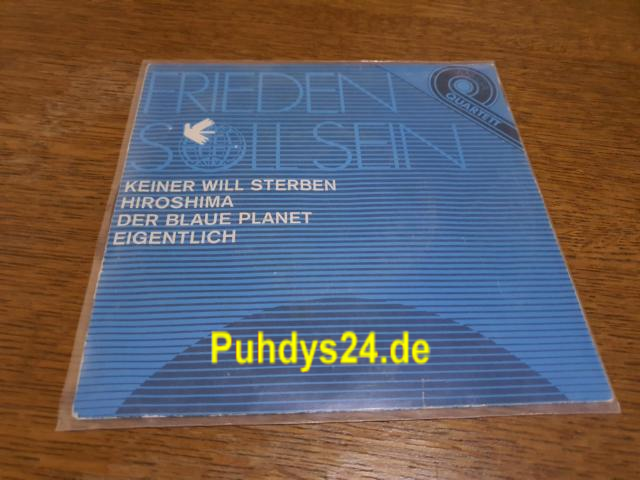 FRIEDEN
SOLL SEIN
QUARTETT
KEINER WILL STERBEN
HIROSHIMA
DER BLAUE PLANET
EIGENTLICH
Puhdys24.de